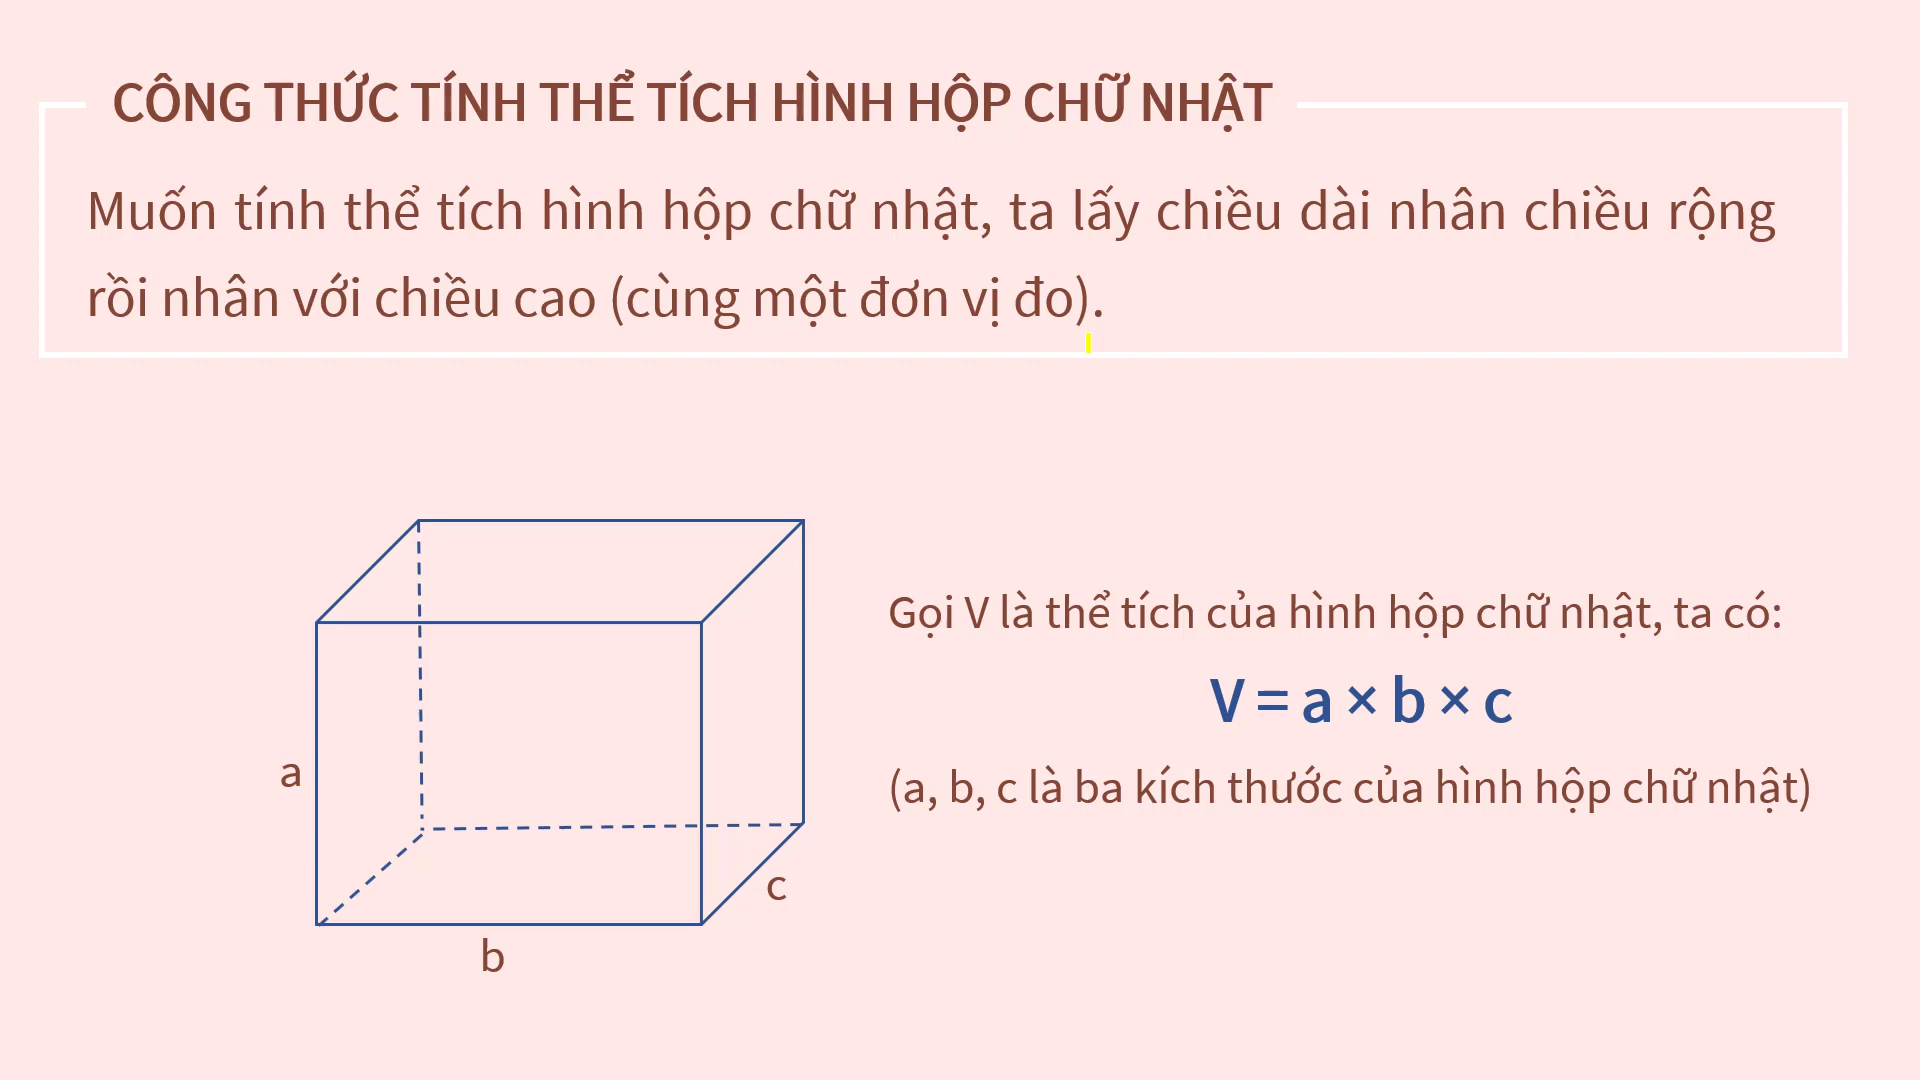 CÔNG THỨC TÍNH THỂ TÍCH HÌNH HỘP CHỮ NHẬT
Muốn tính thể tích hình hộp chữ nhật, ta lấy chiều dài nhân chiều rộng
rồi nhân với chiều cao (cùng một đơn vị đo).
Gọi V là thể tích của hình hộp chữ nhật, ta có:
V = a × b × c
(a, b, c là ba kích thước của hình hộp chữ nhật)
a
c
b